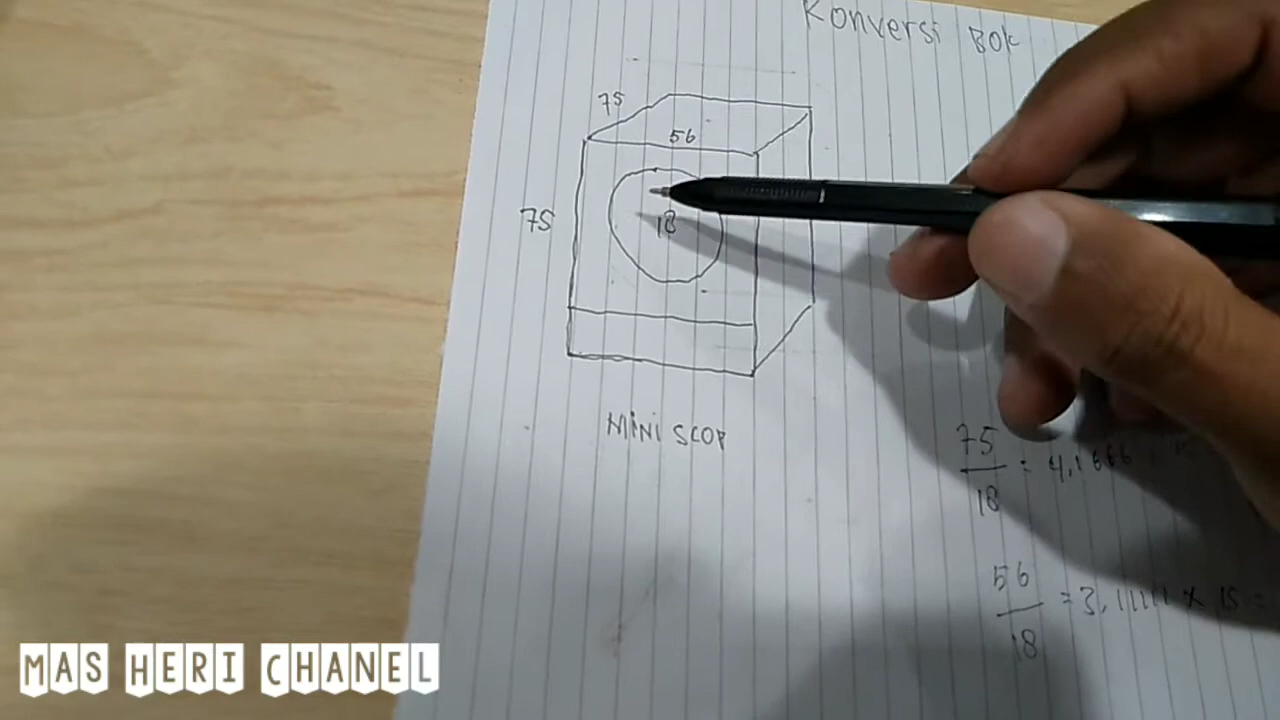 Konversi Bok
75
56
75
18
MiNi SCOP
75
18
= 4,1666
56
18
= 3,11111 x 15 =
MAS HERI CHANEL